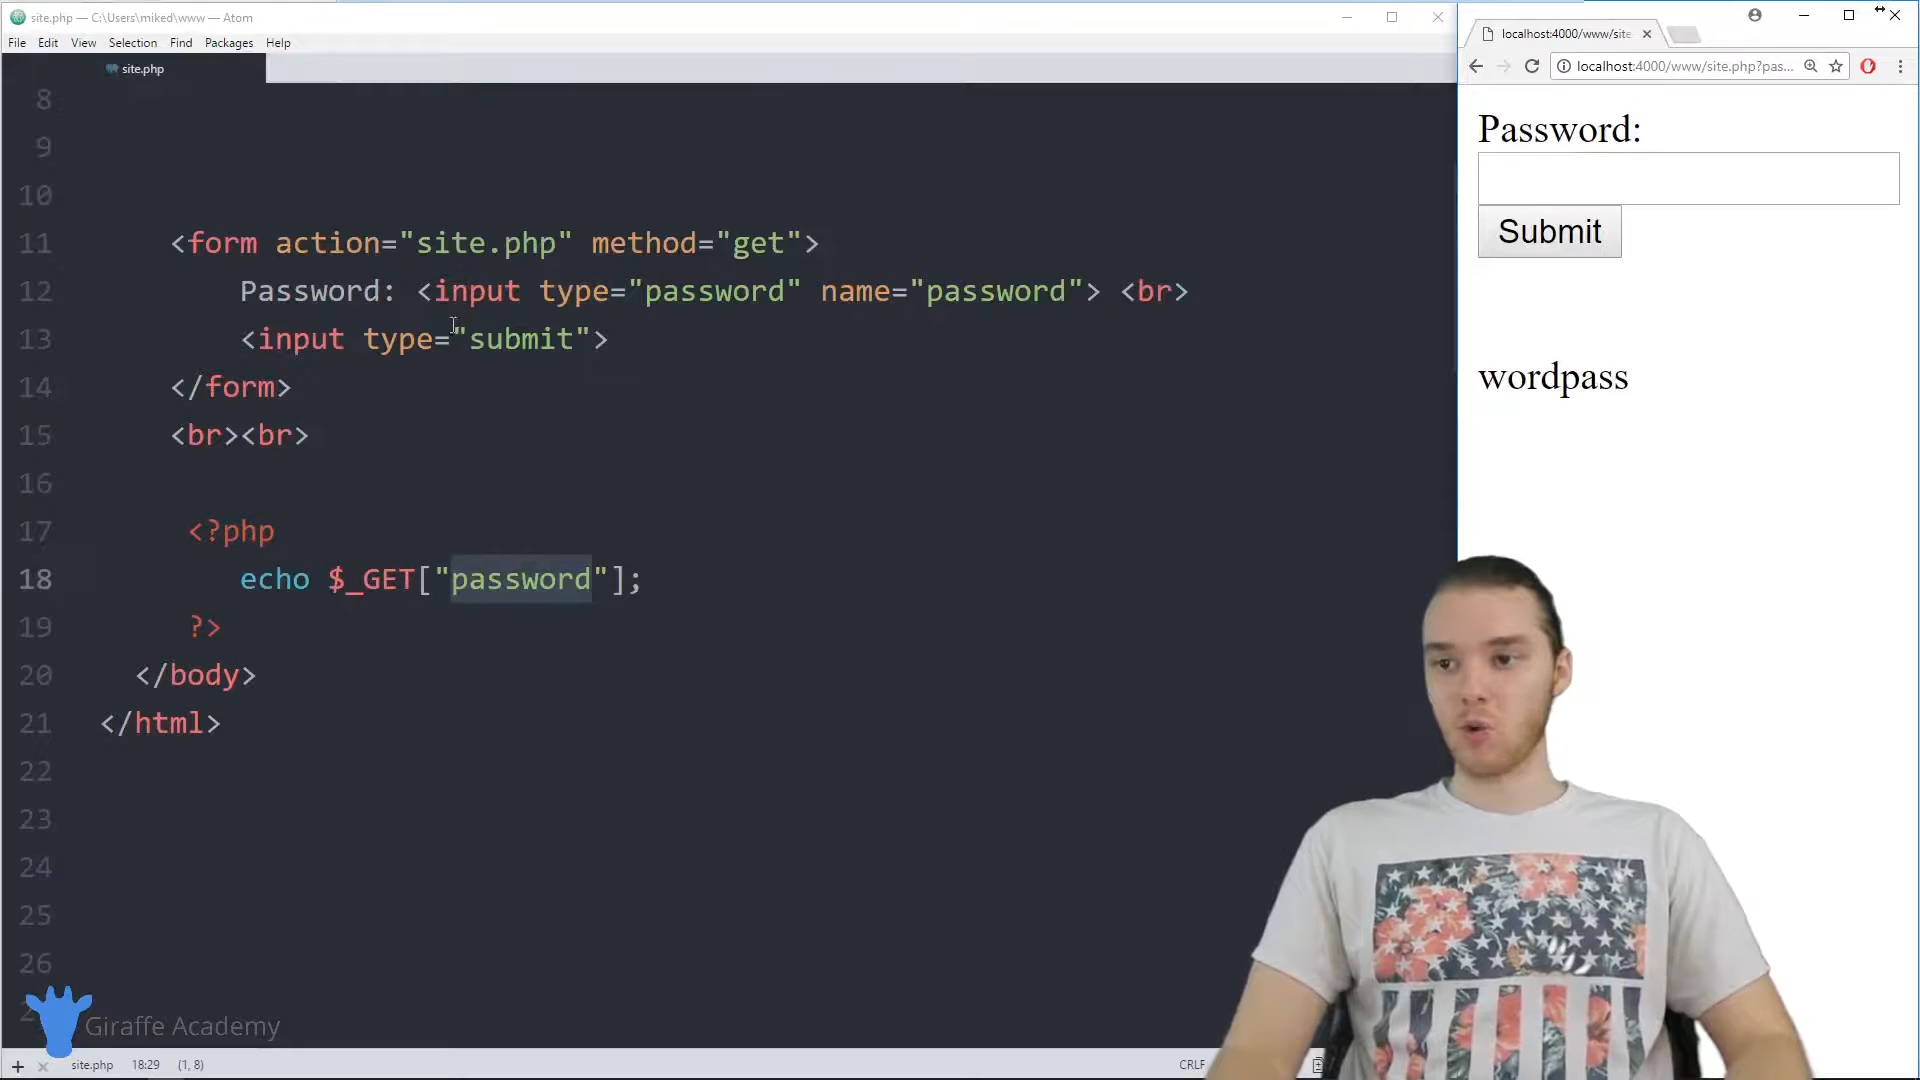 site.php — C:\Users\miked\www — Atom
File Edit View Selection Find Packages Help
site.php
8
9
10
11 <form action="site.php" method="get">
12 Password: <input type="password" name="password"> <br>
13 <input type="submit">
14 </form>
15 <br><br>
16
17 <?php
18 echo $_GET["password"];
19 ?>
20 </body>
21 </html>
22
23
24
25
26
Giraffe Academy
site.php 18:29 (1, 8) CRLF
localhost:4000/www/site
localhost:4000/www/site.php?pas...
Password:
Submit
wordpass